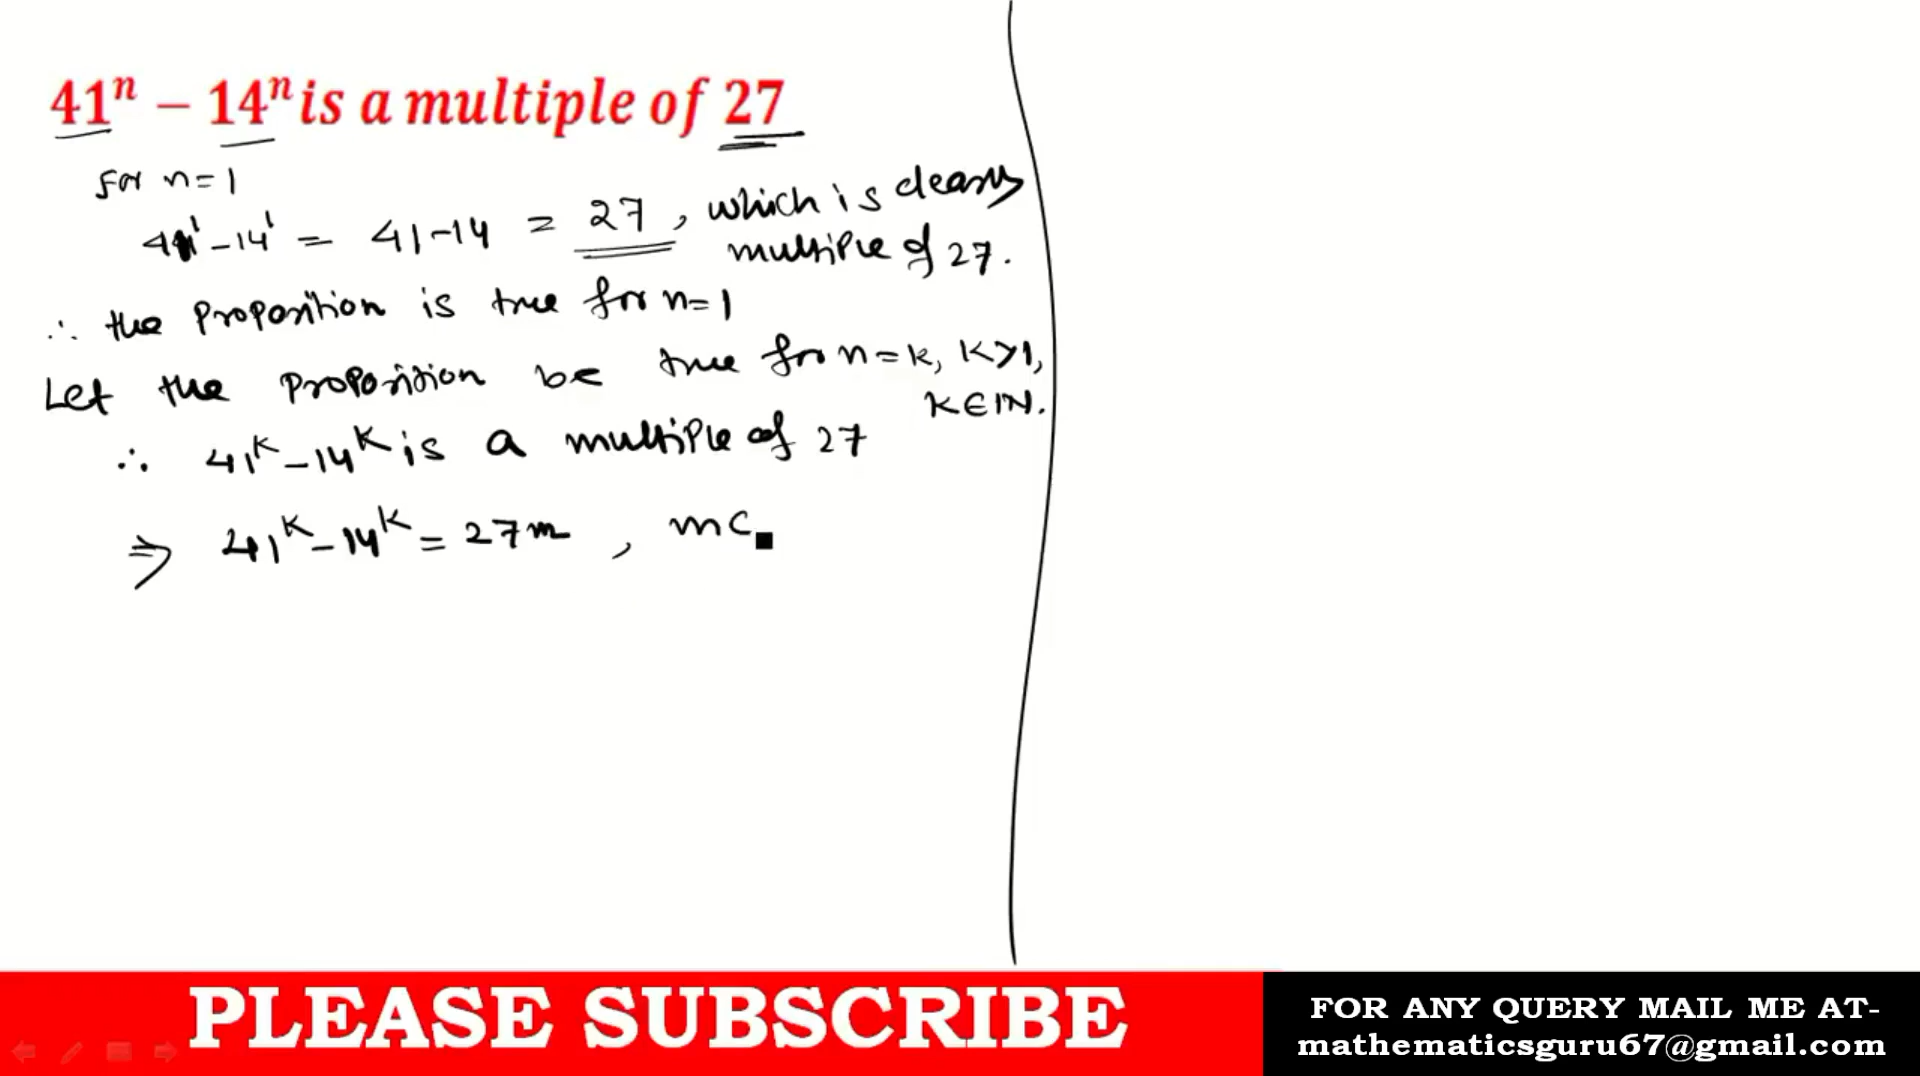 41ⁿ − 14ⁿ is a multiple of 27
for n=1
41¹ - 14¹ = 41-14 = 27, which is clearly
multiple of 27.
∴ the proposition is true for n=1
Let the proposition be true for n=k, k>1,
k∈ℕ.
∴ 41ᵏ - 14ᵏ is a multiple of 27
⇒ 41ᵏ - 14ᵏ = 27m , m
PLEASE SUBSCRIBE
FOR ANY QUERY MAIL ME AT-
mathematicsguru67@gmail.com